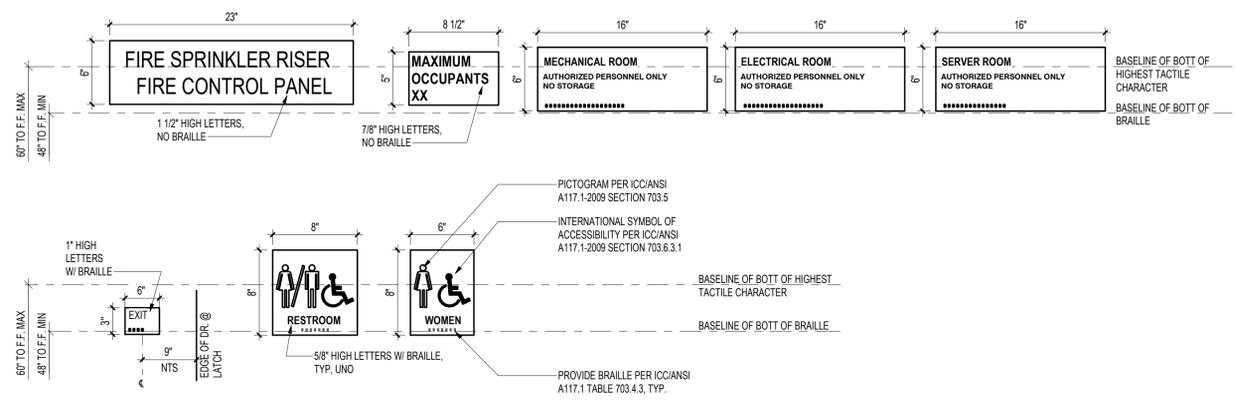 23"
8 1/2"
16"
16"
16"
6"
FIRE SPRINKLER RISER
FIRE CONTROL PANEL
5"
MAXIMUM
OCCUPANTS
XX
6"
MECHANICAL ROOM
AUTHORIZED PERSONNEL ONLY
NO STORAGE
6"
ELECTRICAL ROOM
AUTHORIZED PERSONNEL ONLY
NO STORAGE
6"
SERVER ROOM
AUTHORIZED PERSONNEL ONLY
NO STORAGE
BASELINE OF BOTT OF
HIGHEST TACTILE
CHARACTER
BASELINE OF BOTT OF
BRAILLE
60" TO F.F. MAX
48" TO F.F. MIN
1 1/2" HIGH LETTERS,
NO BRAILLE
7/8" HIGH LETTERS,
NO BRAILLE
PICTOGRAM PER ICC/ANSI
A117.1-2009 SECTION 703.5
INTERNATIONAL SYMBOL OF
ACCESSIBILITY PER ICC/ANSI
A117.1-2009 SECTION 703.6.3.1
8"
6"
1" HIGH
LETTERS
W/ BRAILLE
6"
3"
EXIT
8"
RESTROOM
8"
WOMEN
BASELINE OF BOTT OF HIGHEST
TACTILE CHARACTER
BASELINE OF BOTT OF BRAILLE
60" TO F.F. MAX
48" TO F.F. MIN
9"
NTS
EDGE OF DR. @
LATCH
5/8" HIGH LETTERS W/ BRAILLE,
TYP, UNO
PROVIDE BRAILLE PER ICC/ANSI
A117.1 TABLE 703.4.3, TYP.